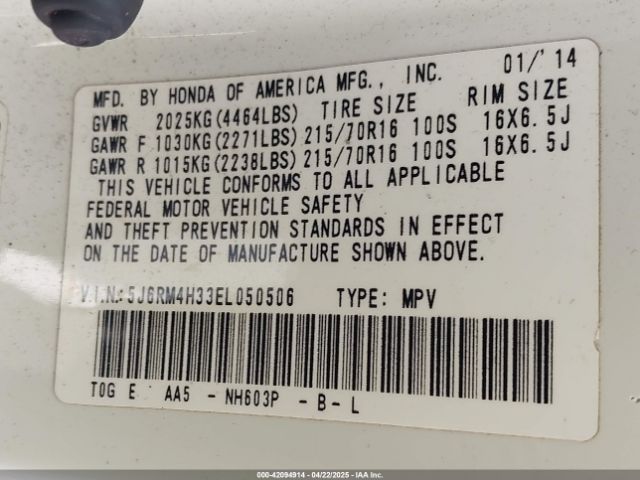 01/'14
MFD. BY HONDA OF AMERICA MFG., INC.
GVWR 2025KG(4464LBS) TIRE SIZE RIM SIZE
GAWR F 1030KG(2271LBS) 215/70R16 100S 16X6.5J
GAWR R 1015KG(2238LBS) 215/70R16 100S 16X6.5J
THIS VEHICLE CONFORMS TO ALL APPLICABLE
FEDERAL MOTOR VEHICLE SAFETY
AND THEFT PREVENTION STANDARDS IN EFFECT
ON THE DATE OF MANUFACTURE SHOWN ABOVE.
V.I.N.: 5J6RM4H33EL050506 TYPE: MPV
T0G E AA5 - NH603P - B - L
000-42094914 - 04/22/2025 - IAA Inc.